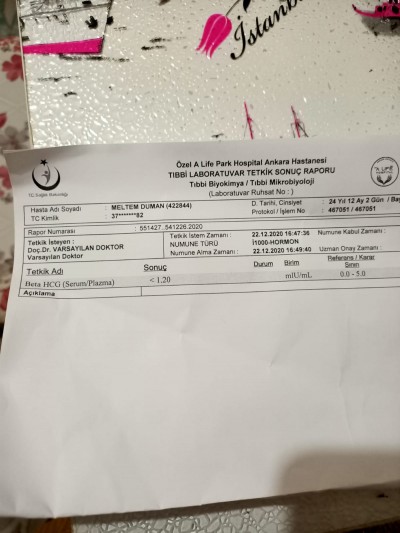 İstanbul
Özel A Life Park Hospital Ankara Hastanesi
TIBBİ LABORATUVAR TETKİK SONUÇ RAPORU
Tıbbi Biyokimya / Tıbbi Mikrobiyoloji
(Laboratuvar Ruhsat No : )
TC Sağlık Bakanlığı
A LIFE
Hasta Adı Soyadı : MELTEM DUMAN (422844) D. Tarihi, Cinsiyet : 24 Yıl 12 Ay 2 Gün /
TC Kimlik : 37*******82 Protokol / İşlem No : 467051 / 467051
Rapor Numarası : 551427_541226.2020
Tetkik İsteyen : Tetkik İstem Zamanı : 22.12.2020 16:47:36 Numune Kabul Zamanı :
Doç.Dr. VARSAYILAN DOKTOR NUMUNE TÜRÜ I1000-HORMON
Varsayılan Doktor Numune Alma Zamanı : 22.12.2020 16:49:40 Uzman Onay Zamanı :
Tetkik Adı Sonuç Durum Birim Referans / Karar
Sınırı
Beta HCG (Serum/Plazma) < 1.20 mIU/mL 0.0 - 5.0
Açıklama